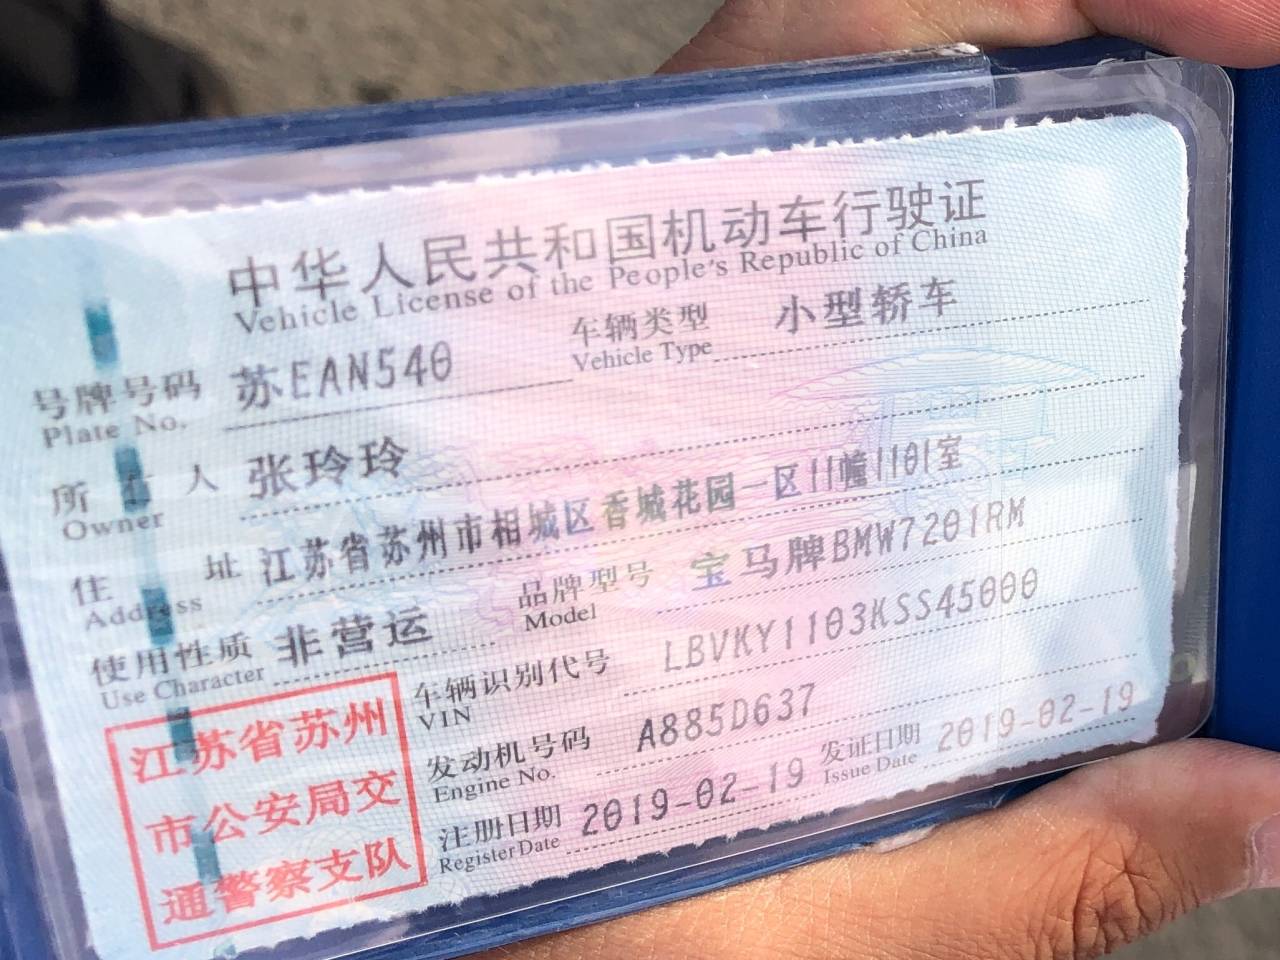 中华人民共和国机动车行驶证
Vehicle License of the People's Republic of China
号牌号码 苏EAN540 车辆类型 小型轿车
Plate No. Vehicle Type
所有人 张玲玲
Owner
住址 江苏省苏州市相城区香城花园一区11幢1101室
Address
使用性质 非营运 品牌型号 宝马牌BMW7201RM
Use Character Model
车辆识别代号 LBVKY1103KSS45000
VIN
发动机号码 A885D637
Engine No.
注册日期 2019-02-19 发证日期 2019-02-19
Register Date Issue Date
江苏省苏州
市公安局交
通警察支队